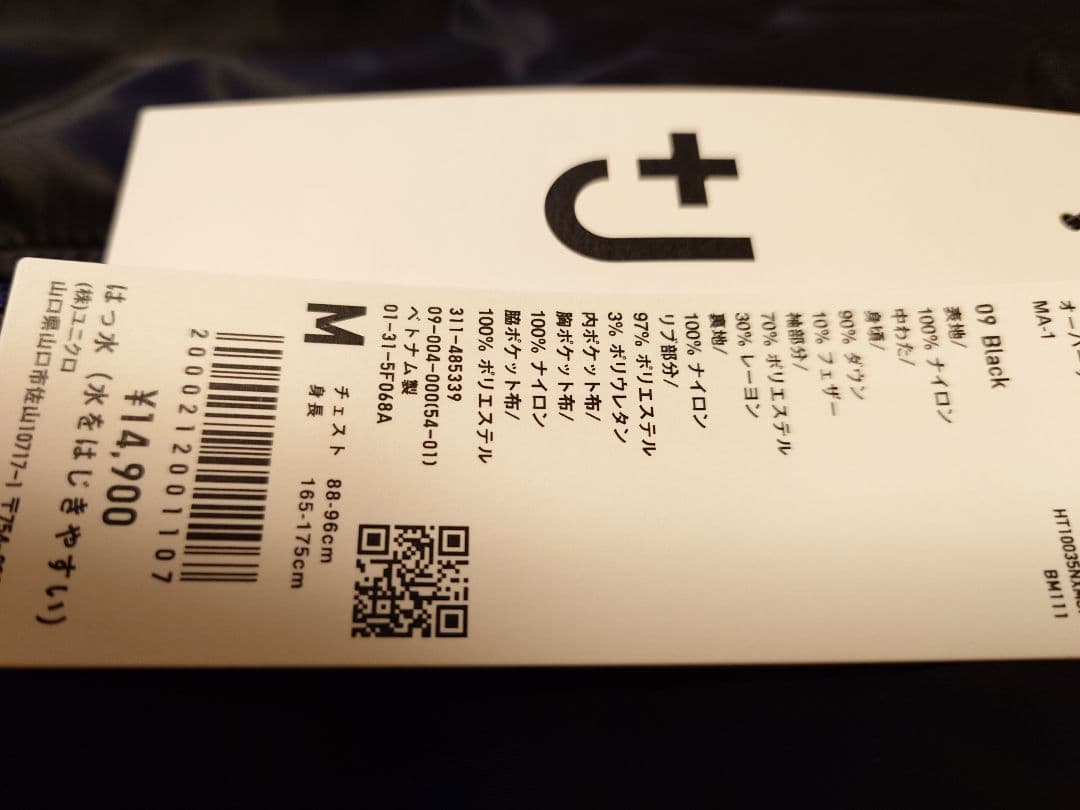 +J
MA-1
09 Black
表地/
100% ナイロン
中わた/
身頃/
90% ダウン
10% フェザー
袖部分/
70% ポリエステル
30% レーヨン
裏地/
100% ナイロン
リブ部分/
97% ポリエステル
3% ポリウレタン
内ポケット布/
胸ポケット布/
100% ナイロン
脇ポケット布/
100% ポリエステル
311-485339
09-004-000(54-01)
ベトナム製
01-31-5F068A
M
チェスト 88-96cm
身長 165-175cm
2000212001107
¥14,900
はっ水 (水をはじきやすい)
(株)ユニクロ
山口県山口市佐山10717-1
BM111